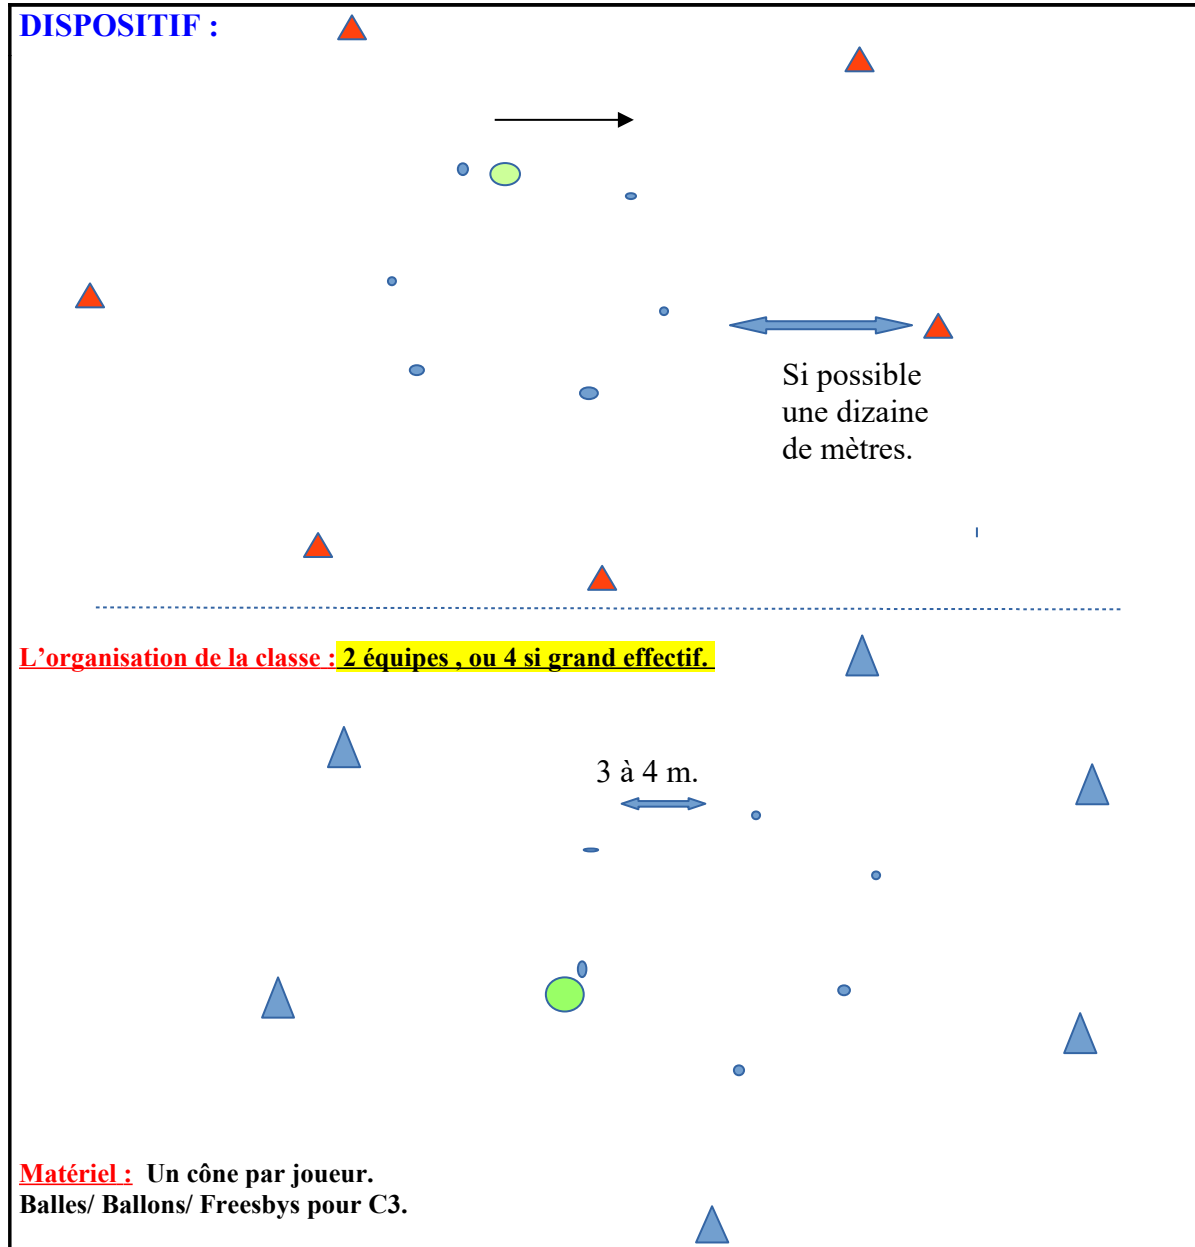 DISPOSITIF :
Si possible
une dizaine
de mètres.
L’organisation de la classe : 2 équipes , ou 4 si grand effectif.
3 à 4 m.
Matériel : Un cône par joueur.
Balles/ Ballons/ Freesbys pour C3.